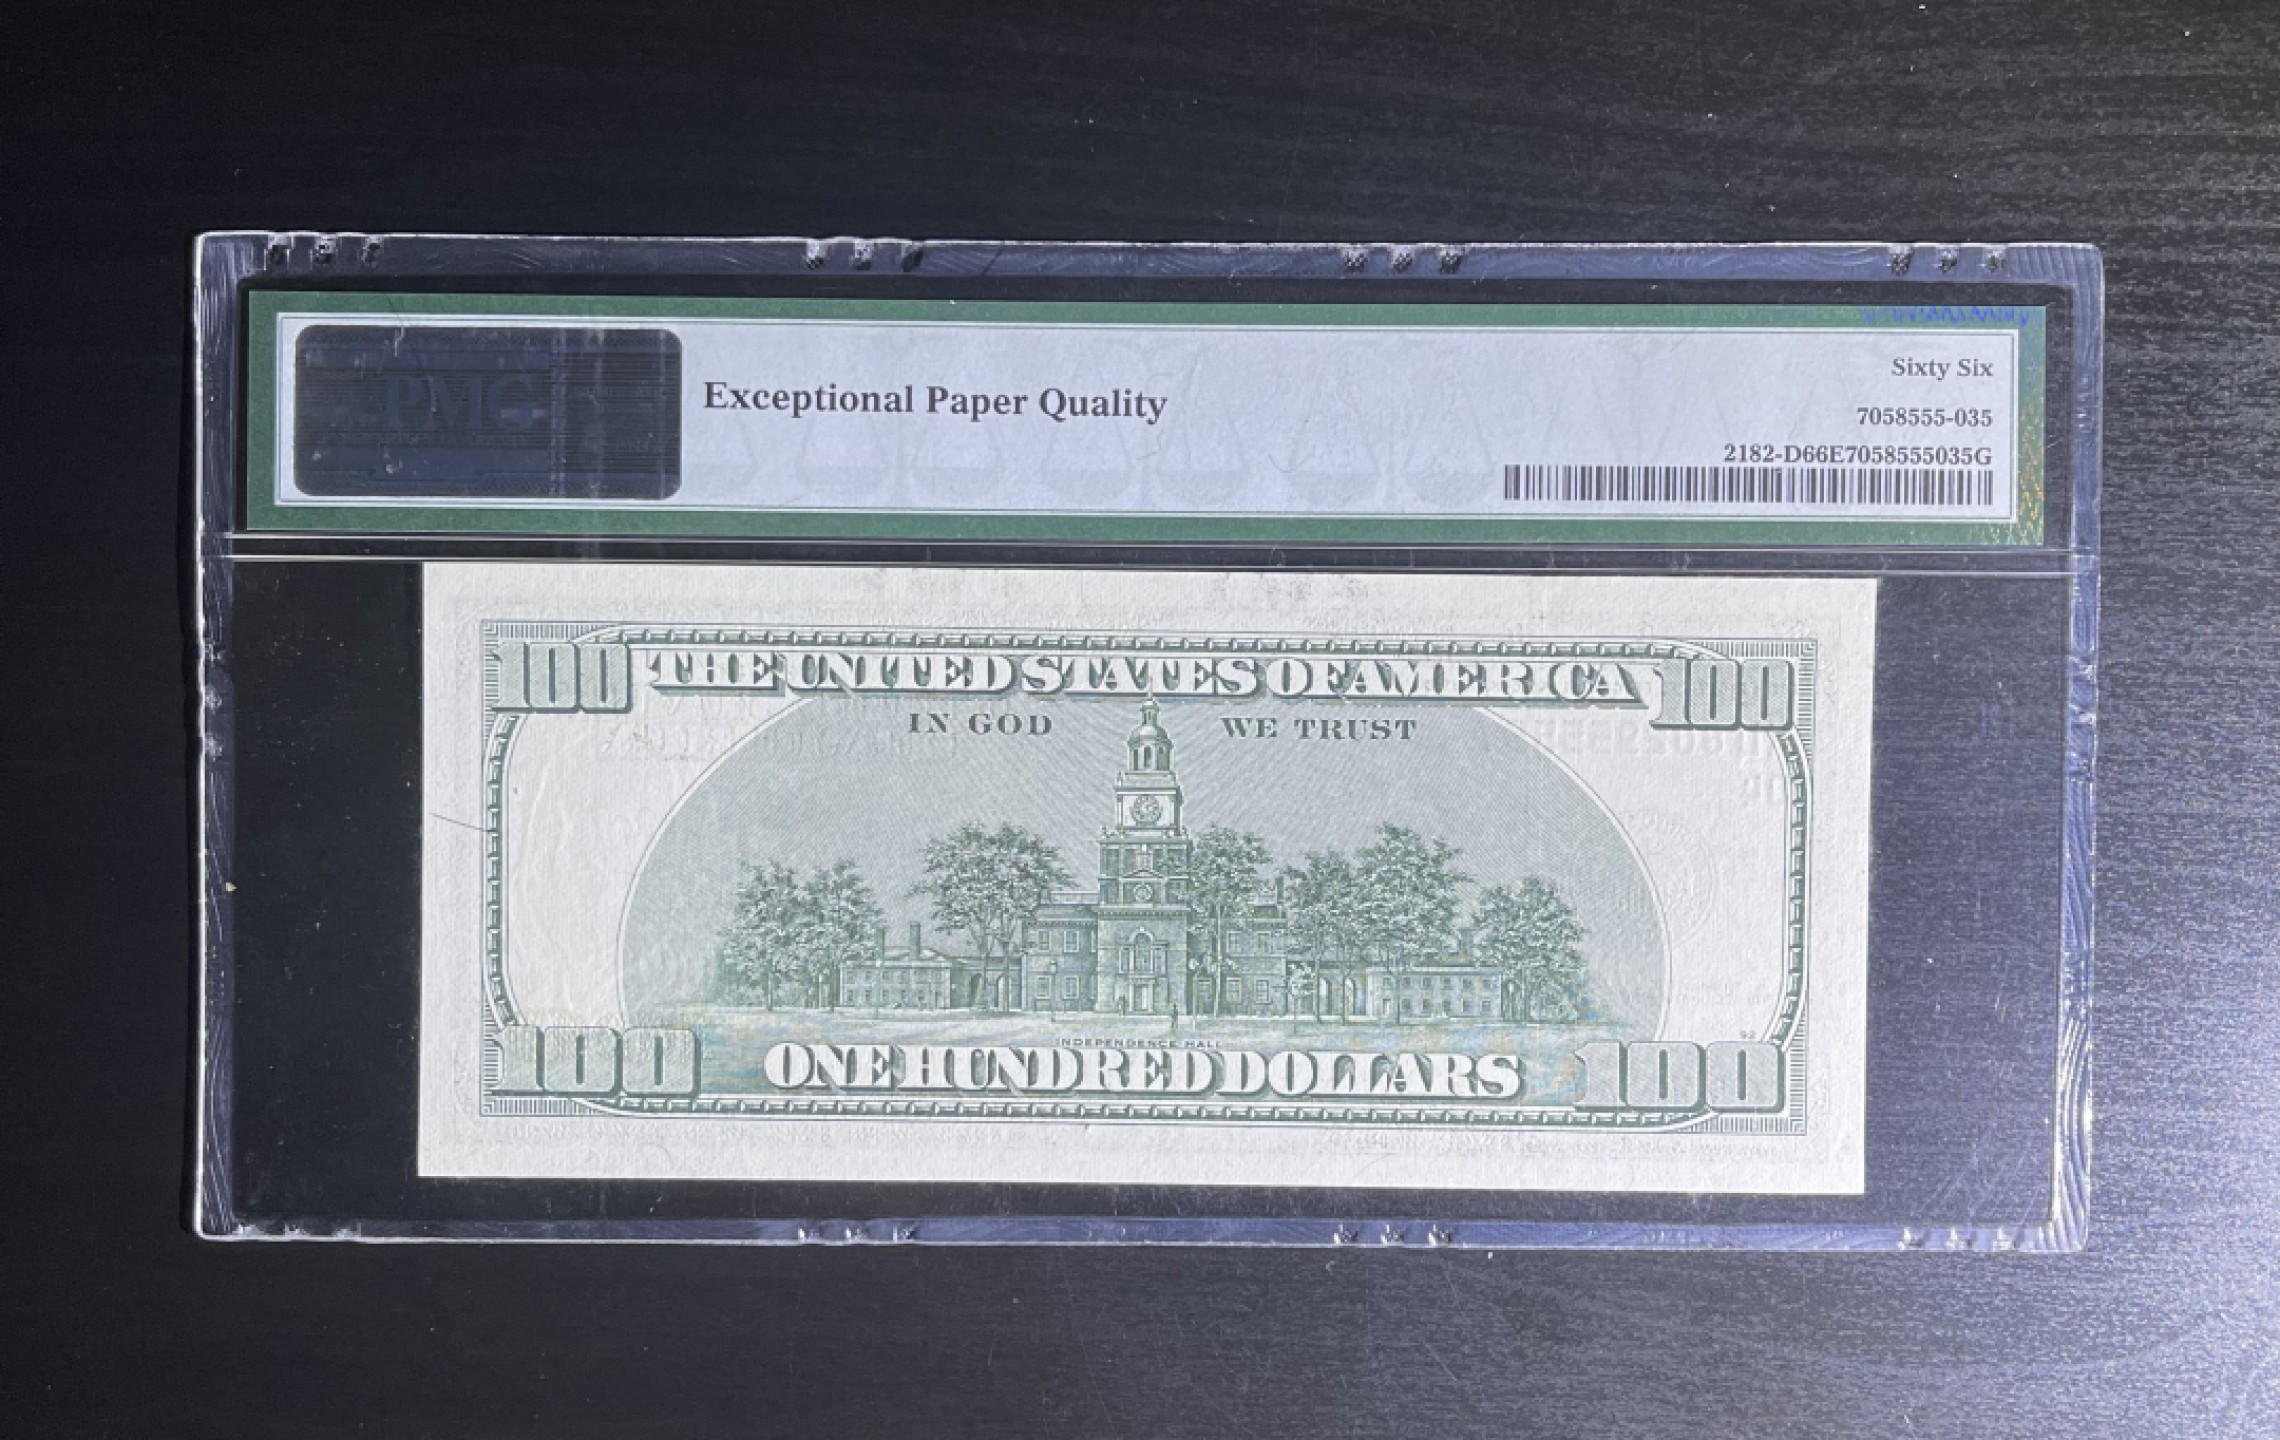 PMG
Exceptional Paper Quality
Sixty Six
7058555-035
2182-D66E7058555035G
100 THE UNITED STATES OF AMERICA 100
IN GOD WE TRUST
92
INDEPENDENCE HALL
100 ONE HUNDRED DOLLARS 100